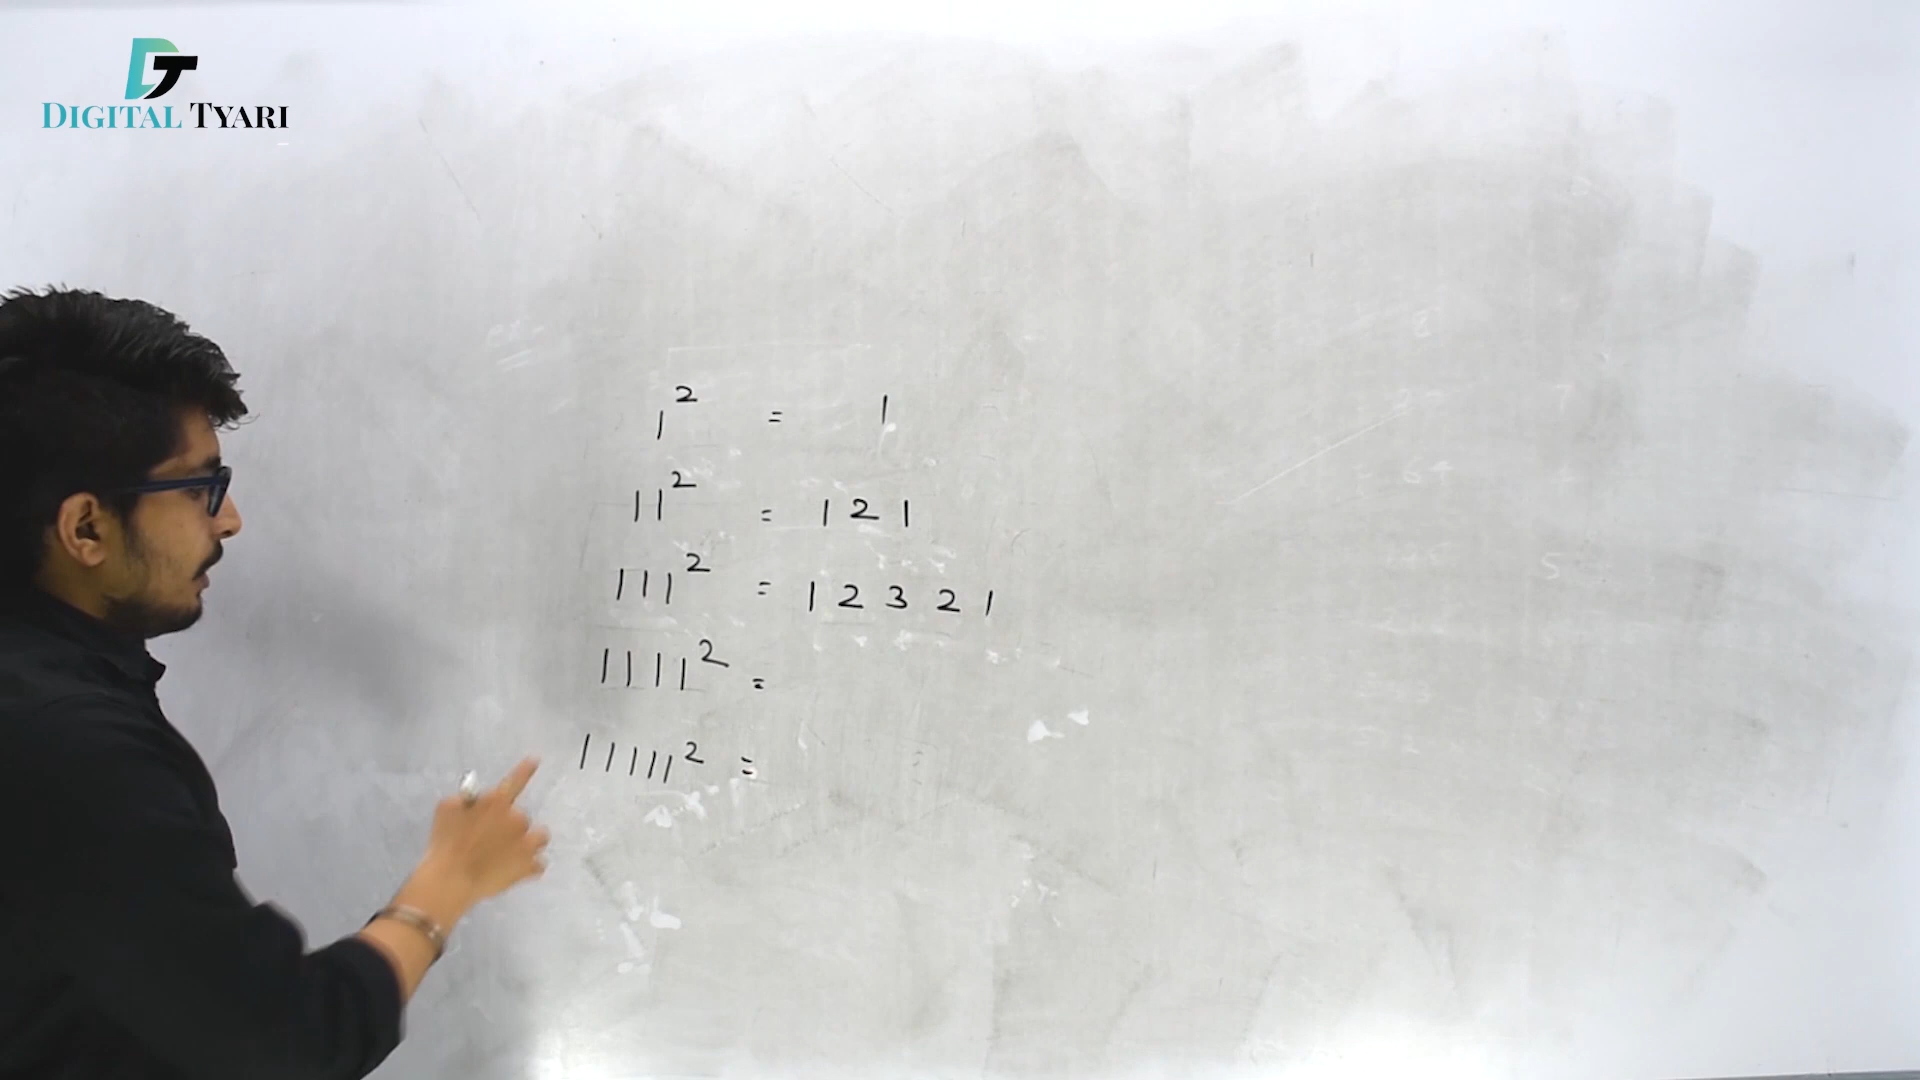 DIGITAL TYARI
1² = 1
11² = 121
111² = 12321
1111² =
11111² =